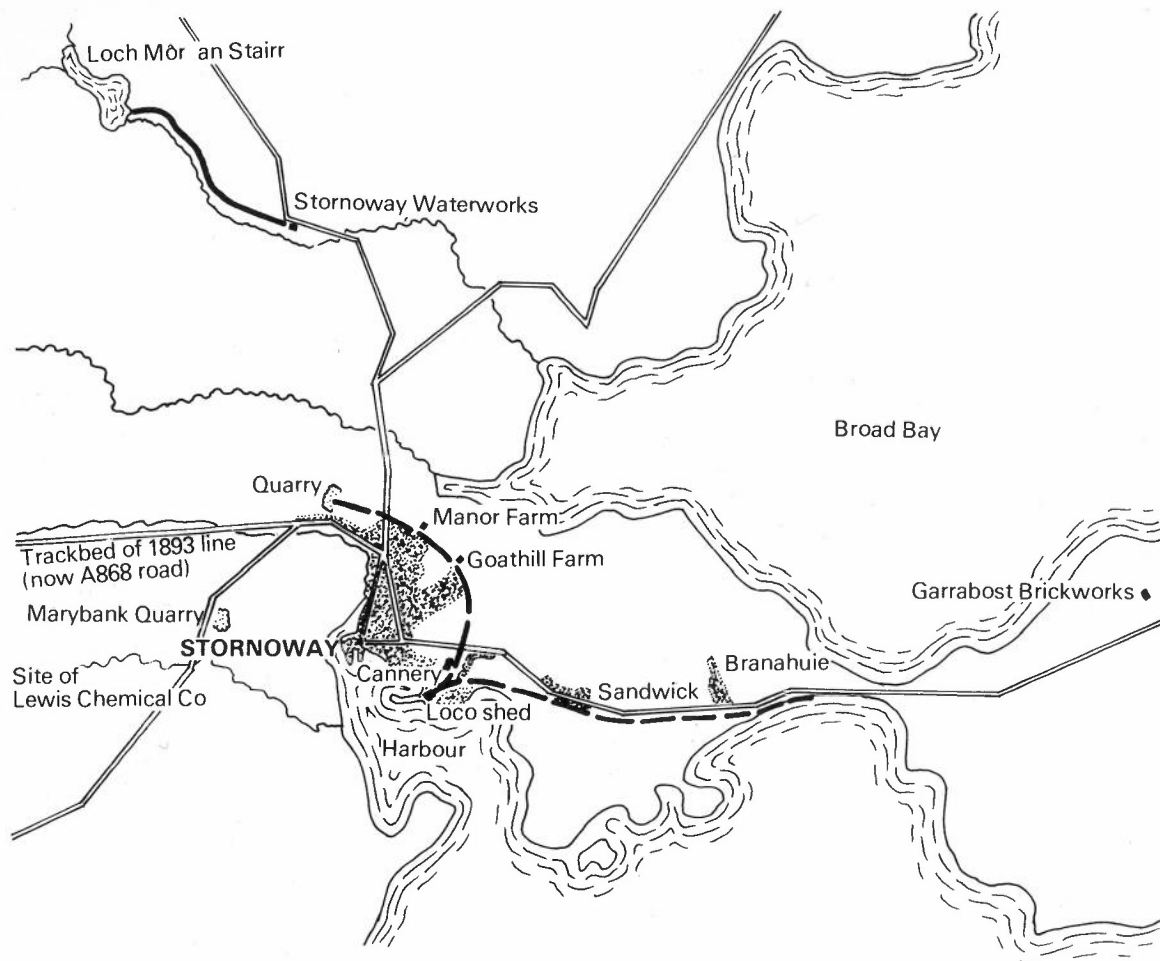 Loch Môr an Stairr
Stornoway Waterworks
Broad Bay
Quarry
Manor Farm
Trackbed of 1893 line
(now A868 road)
Goathill Farm
Garrabost Brickworks
Marybank Quarry
STORNOWAY
Site of
Lewis Chemical Co
Cannery
Branahuie
Sandwick
Loco shed
Harbour